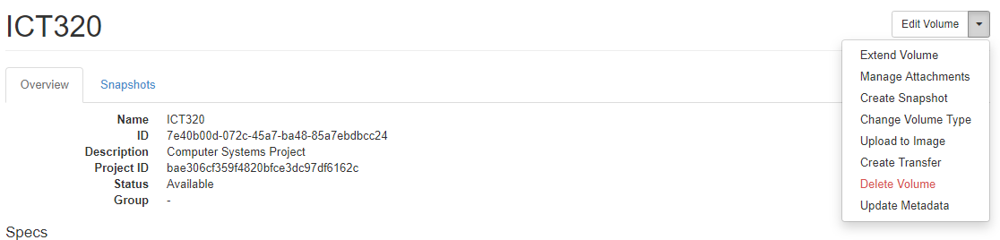 ICT320
Edit Volume
Extend Volume
Manage Attachments
Create Snapshot
Change Volume Type
Upload to Image
Create Transfer
Delete Volume
Update Metadata
Overview Snapshots
Name ICT320
ID 7e40b00d-072c-45a7-ba48-85a7ebdbcc24
Description Computer Systems Project
Project ID bae306cf359f4820bfce3dc97df6162c
Status Available
Group -
Specs